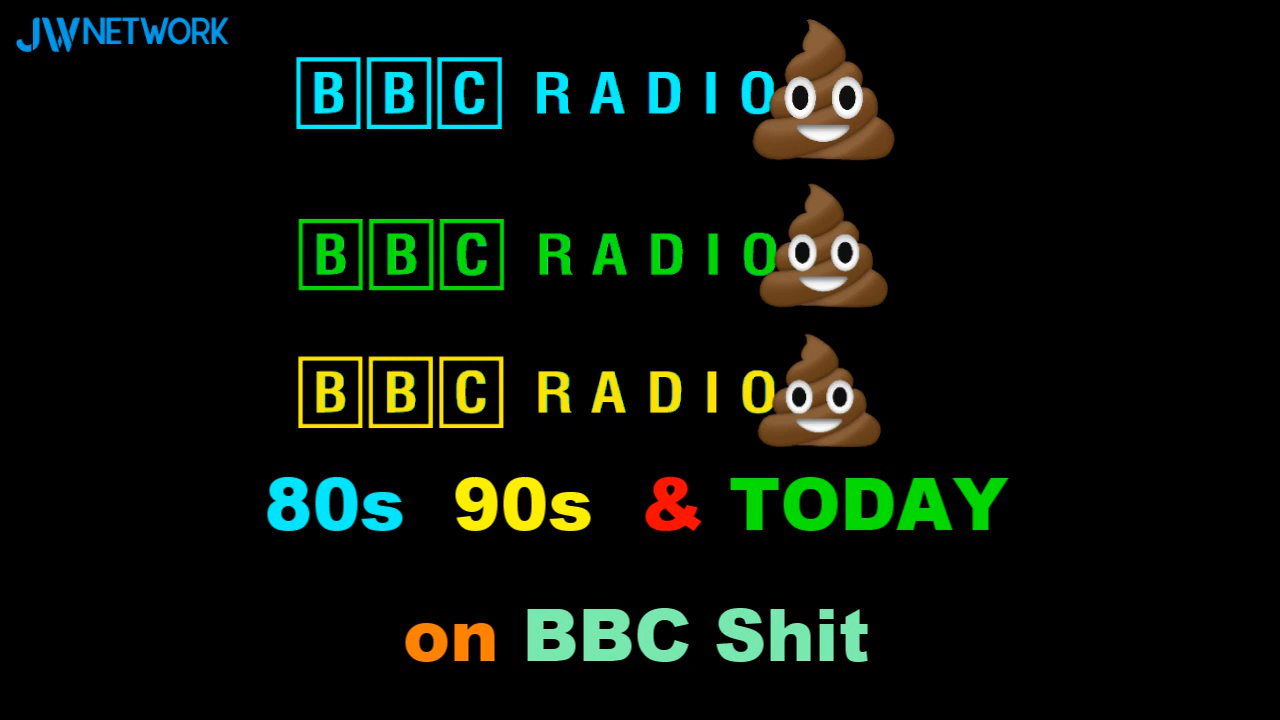 JWNETWORK
BBC RADIO
BBC RADIO
BBC RADIO
80s 90s & TODAY
on BBC Shit